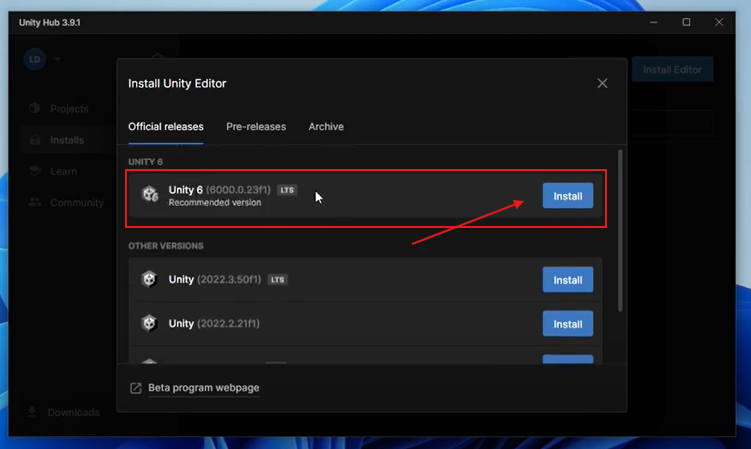 Unity Hub 3.9.1
LD
Install Editor
Install Unity Editor
Projects
Official releases Pre-releases Archive
Installs
UNITY 6
Learn
Unity 6 (6000.0.23f1) LTS
Install
Recommended version
Community
OTHER VERSIONS
Unity (2022.3.50f1) LTS
Install
Unity (2022.2.21f1)
Install
Beta program webpage
Downloads